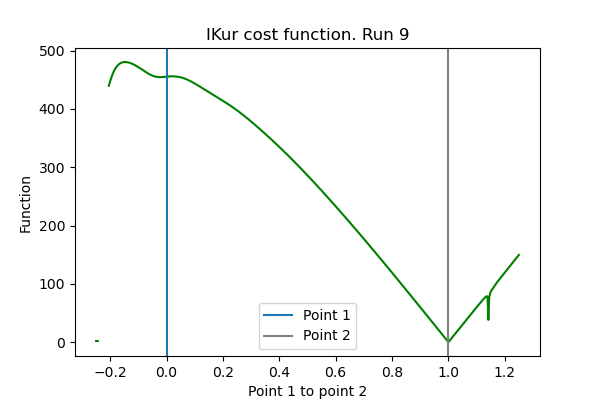 IKur cost function. Run 9
500
400
300
200
100
0
Function
Point 1
Point 2
−0.2
0.0
0.2
0.4
0.6
0.8
1.0
1.2
Point 1 to point 2